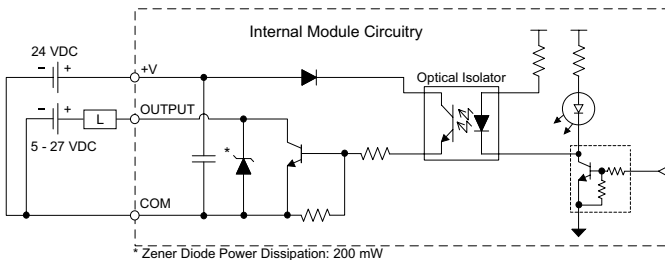 Internal Module Circuitry
24 VDC
- +
+V
Optical Isolator
- +
L
OUTPUT
5 - 27 VDC
*
COM
* Zener Diode Power Dissipation: 200 mW